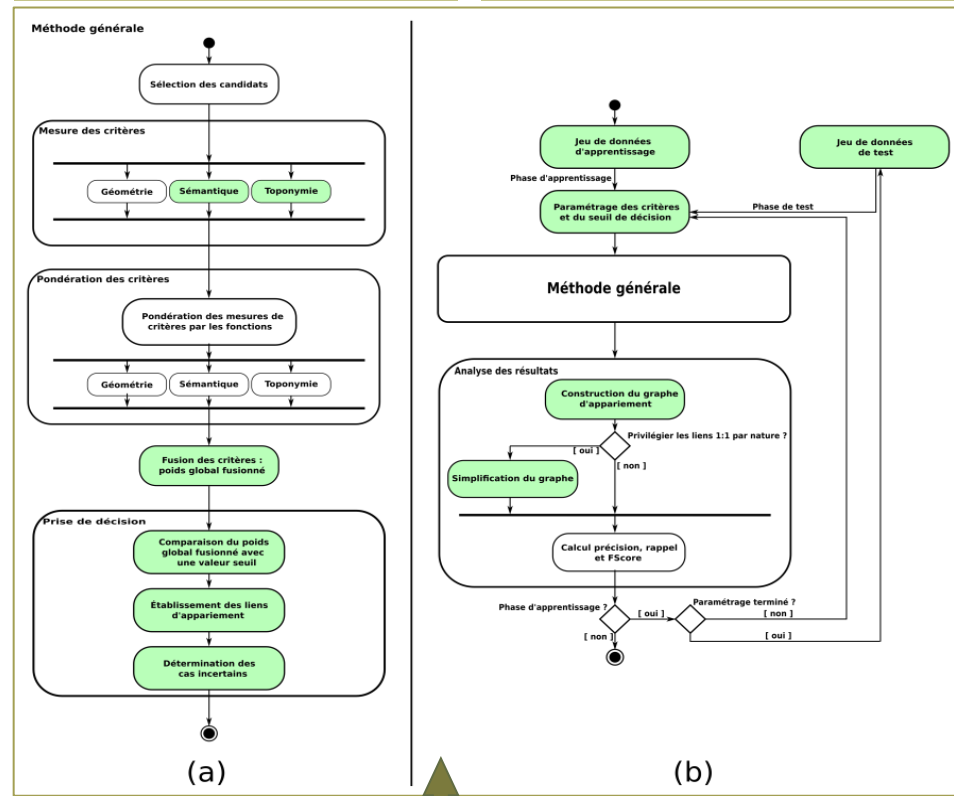 Méthode générale
Sélection des candidats
Mesure des critères
Géométrie
Sémantique
Toponymie
Pondération des critères
Pondération des mesures de
critères par les fonctions
Géométrie
Sémantique
Toponymie
Fusion des critères :
poids global fusionné
Prise de décision
Comparaison du poids
global fusionné avec
une valeur seuil
Établissement des liens
d'appariement
Détermination des
cas incertains
(a)
Jeu de données
d'apprentissage
Jeu de données
de test
Phase d'apprentissage
Paramétrage des critères
et du seuil de décision
Phase de test
Méthode générale
Analyse des résultats
Construction du graphe
d'appariement
Privilégier les liens 1:1 par nature ?
[ oui ]
[ non ]
Simplification du graphe
Calcul précision, rappel
et FScore
Phase d'apprentissage ?
[ oui ]
[ non ]
Paramétrage terminé ?
[ non ]
[ oui ]
(b)